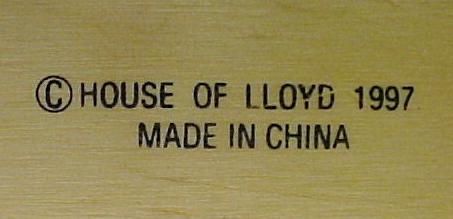 © HOUSE OF LLOYD 1997
MADE IN CHINA